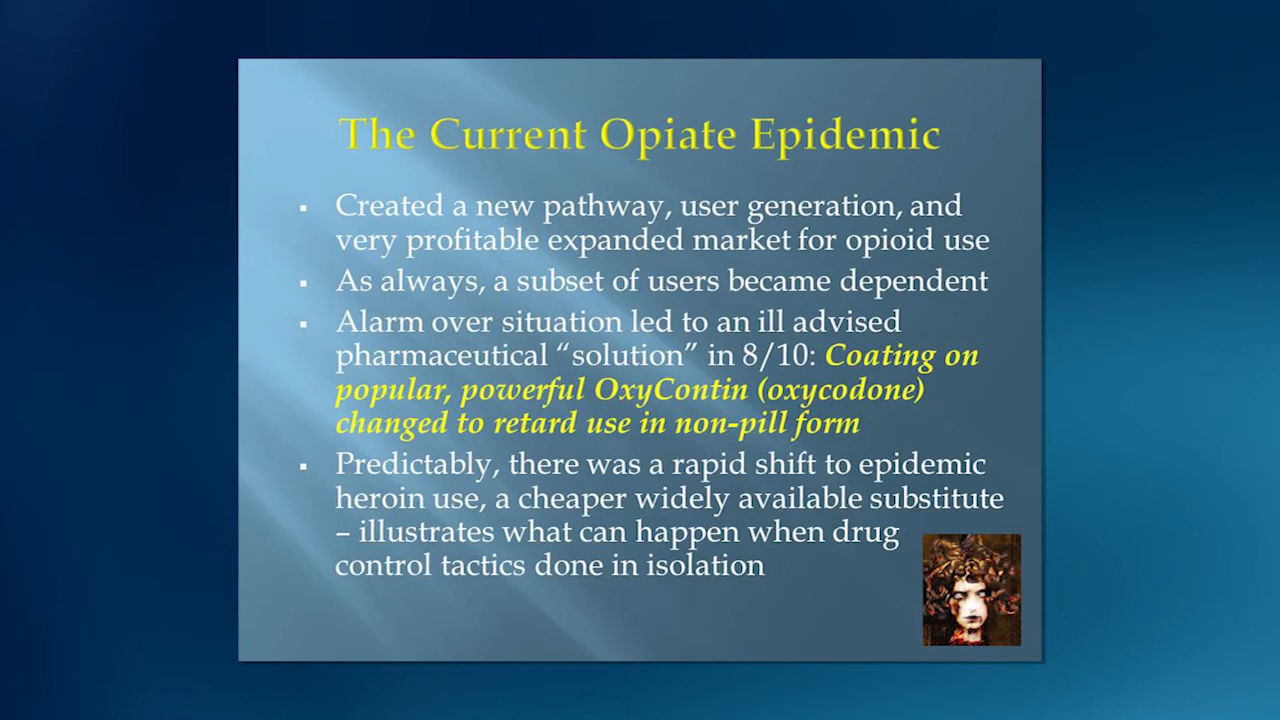 The Current Opiate Epidemic
▪ Created a new pathway, user generation, and
very profitable expanded market for opioid use
▪ As always, a subset of users became dependent
▪ Alarm over situation led to an ill advised
pharmaceutical “solution” in 8/10: Coating on
popular, powerful OxyContin (oxycodone)
changed to retard use in non-pill form
▪ Predictably, there was a rapid shift to epidemic
heroin use, a cheaper widely available substitute
– illustrates what can happen when drug
control tactics done in isolation